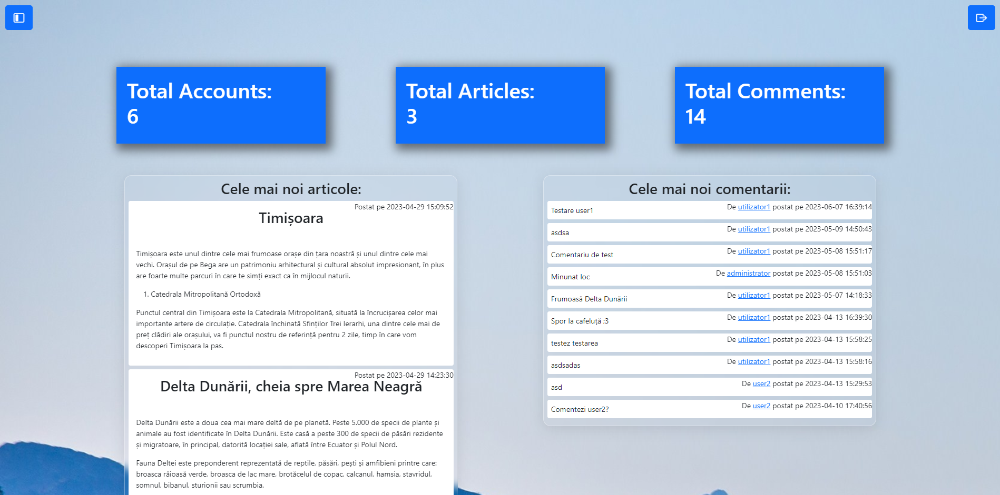 Total Accounts:
6
Total Articles:
3
Total Comments:
14
Cele mai noi articole:
Postat pe 2023-04-29 15:09:52
Timișoara
Timișoara este unul dintre cele mai frumoase orașe din țara noastră și unul dintre cele mai
vechi. Orașul de pe Bega are un patrimoniu arhitectural și cultural absolut impresionant, în plus
are foarte multe parcuri în care te simți exact ca în mijlocul naturii.
1. Catedrala Mitropolitană Ortodoxă
Punctul central din Timișoara este la Catedrala Mitropolitană, situată la încrucișarea celor mai
importante artere de circulație. Catedrala închinată Sfinților Trei Ierarhi, una dintre cele mai de
preț clădiri ale orașului, va fi punctul nostru de referință pentru 2 zile, timp în care vom
descoperi Timișoara la pas.
Postat pe 2023-04-29 14:23:30
Delta Dunării, cheia spre Marea Neagră
Delta Dunării este a doua cea mai mare deltă de pe planetă. Peste 5.000 de specii de plante și
animale au fost identificate în Delta Dunării. Este casă a peste 300 de specii de păsări rezidente
și migratoare, în principal, datorită locației sale, aflată între Ecuator și Polul Nord.
Fauna Deltei este preponderent reprezentată de reptile, păsări, pești și amfibieni printre care:
broasca râioasă verde, broasca de lac mare, brotăcelul de copac, calcanul, hamsia, stavridul,
somnul, bibanul, sturionii sau scrumbia.
Cele mai noi comentarii:
De utilizator1 postat pe 2023-06-07 16:39:14
Testare user1
De utilizator1 postat pe 2023-05-09 14:50:43
asdsa
De utilizator1 postat pe 2023-05-08 15:51:17
Comentariu de test
De administrator postat pe 2023-05-08 15:51:03
Minunat loc
De utilizator1 postat pe 2023-05-07 14:18:33
Frumoasă Delta Dunării
De utilizator1 postat pe 2023-04-13 16:39:30
Spor la cafeluță ;3
De utilizator1 postat pe 2023-04-13 15:58:25
testez testarea
De utilizator1 postat pe 2023-04-13 15:58:16
asdsadas
De user2 postat pe 2023-04-13 15:29:53
asd
De user2 postat pe 2023-04-10 17:40:56
Comentezi user2?